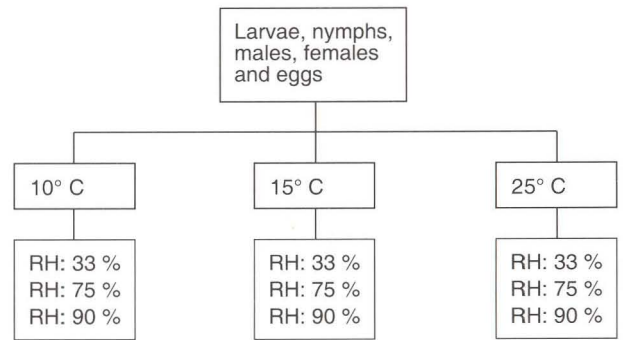 Larvae, nymphs,
males, females
and eggs
10° C
15° C
25° C
RH: 33 %
RH: 75 %
RH: 90 %
RH: 33 %
RH: 75 %
RH: 90 %
RH: 33 %
RH: 75 %
RH: 90 %